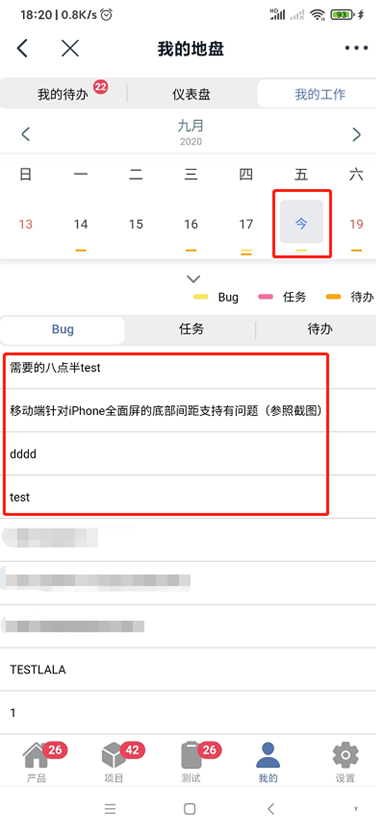 18:20 | 0.8K/s HD 93
我的地盘
我的待办 22 仪表盘 我的工作
九月
2020
日 一 二 三 四 五 六
13 14 15 16 17 今 19
Bug 任务 待办
Bug 任务 待办
需要的八点半test
移动端针对iPhone全面屏的底部间距支持有问题（参照截图）
dddd
test
TESTLALA
1
26 42 26
产品 项目 测试 我的 设置